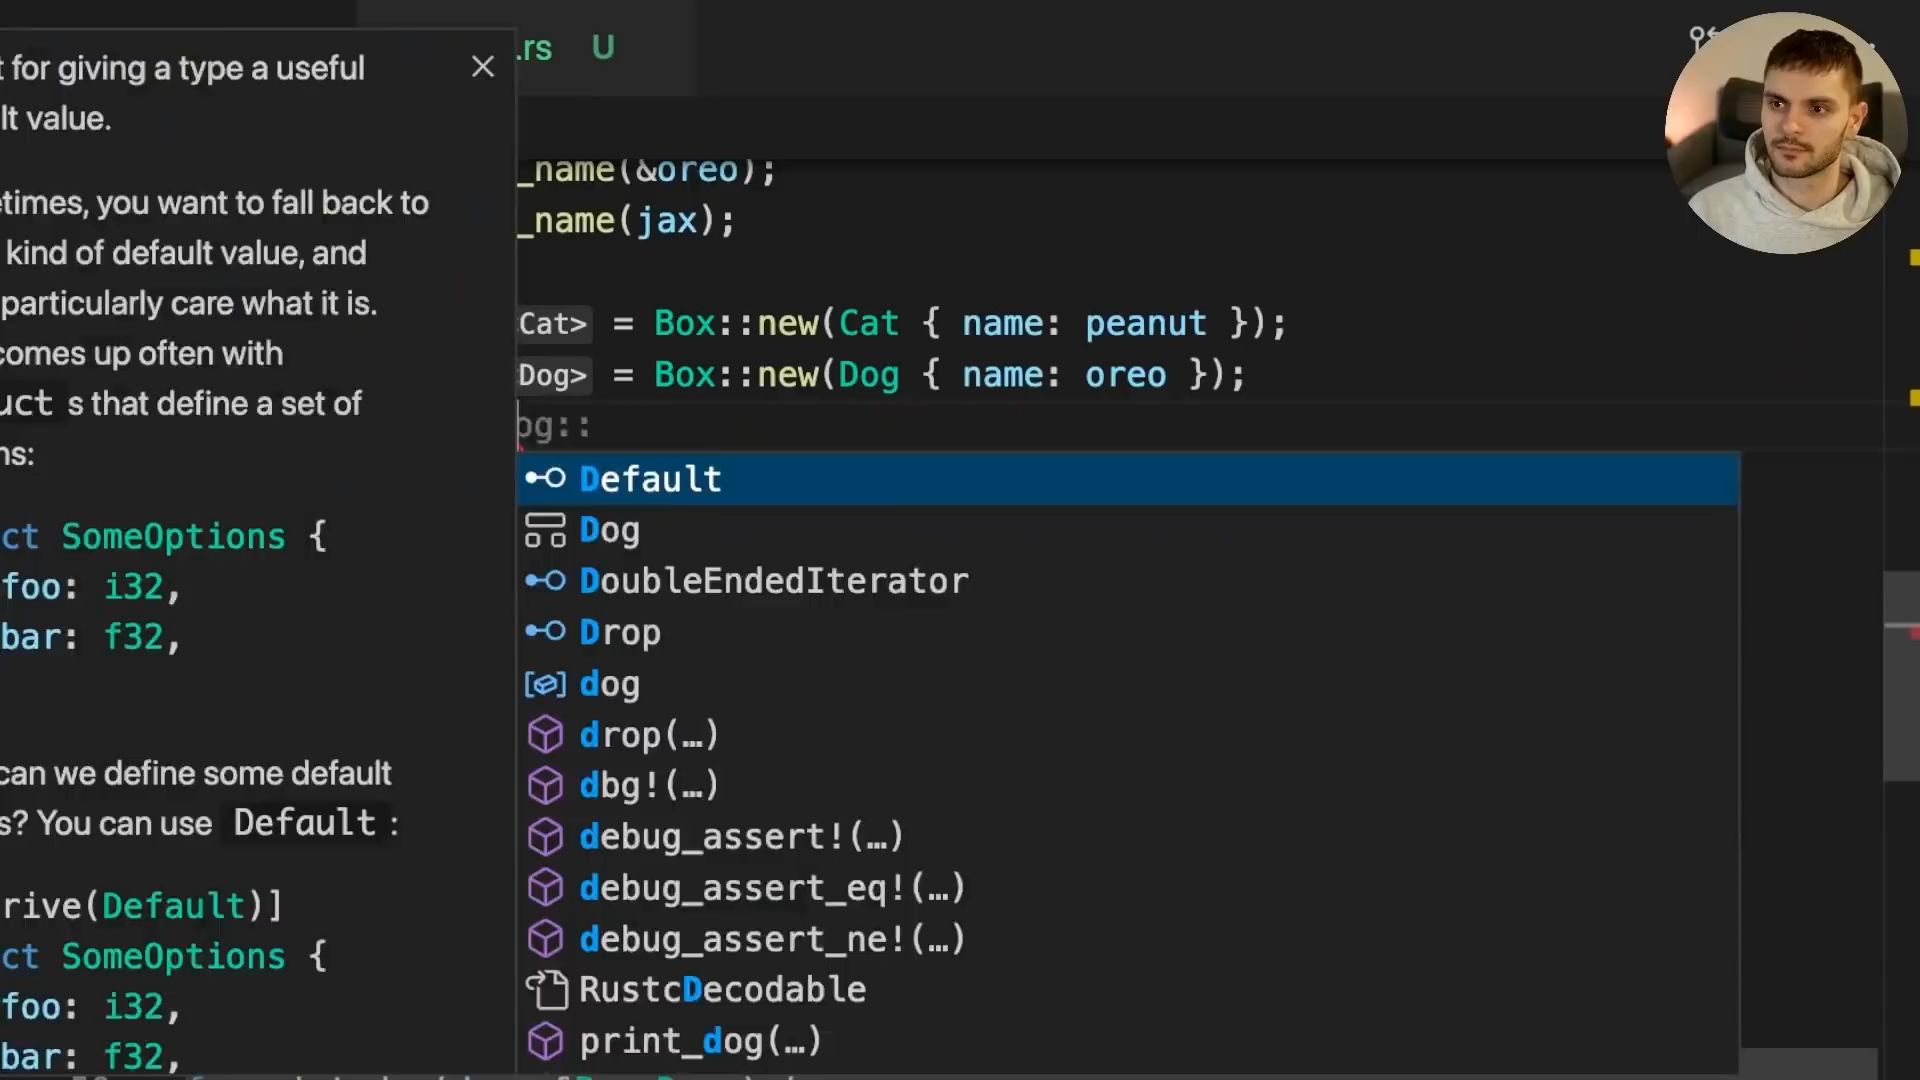 t for giving a type a useful
lt value.
etimes, you want to fall back to
kind of default value, and
particularly care what it is.
comes up often with
uct s that define a set of
ns:
ct SomeOptions {
foo: i32,
bar: f32,
can we define some default
s? You can use Default :
rive(Default)]
ct SomeOptions {
foo: i32,
bar: f32,
.rs U
_name(&oreo);
_name(jax);
Cat> = Box::new(Cat { name: peanut });
Dog> = Box::new(Dog { name: oreo });
og::
Default
Dog
DoubleEndedIterator
Drop
dog
drop(…)
dbg!(…)
debug_assert!(…)
debug_assert_eq!(…)
debug_assert_ne!(…)
RustcDecodable
print_dog(…)